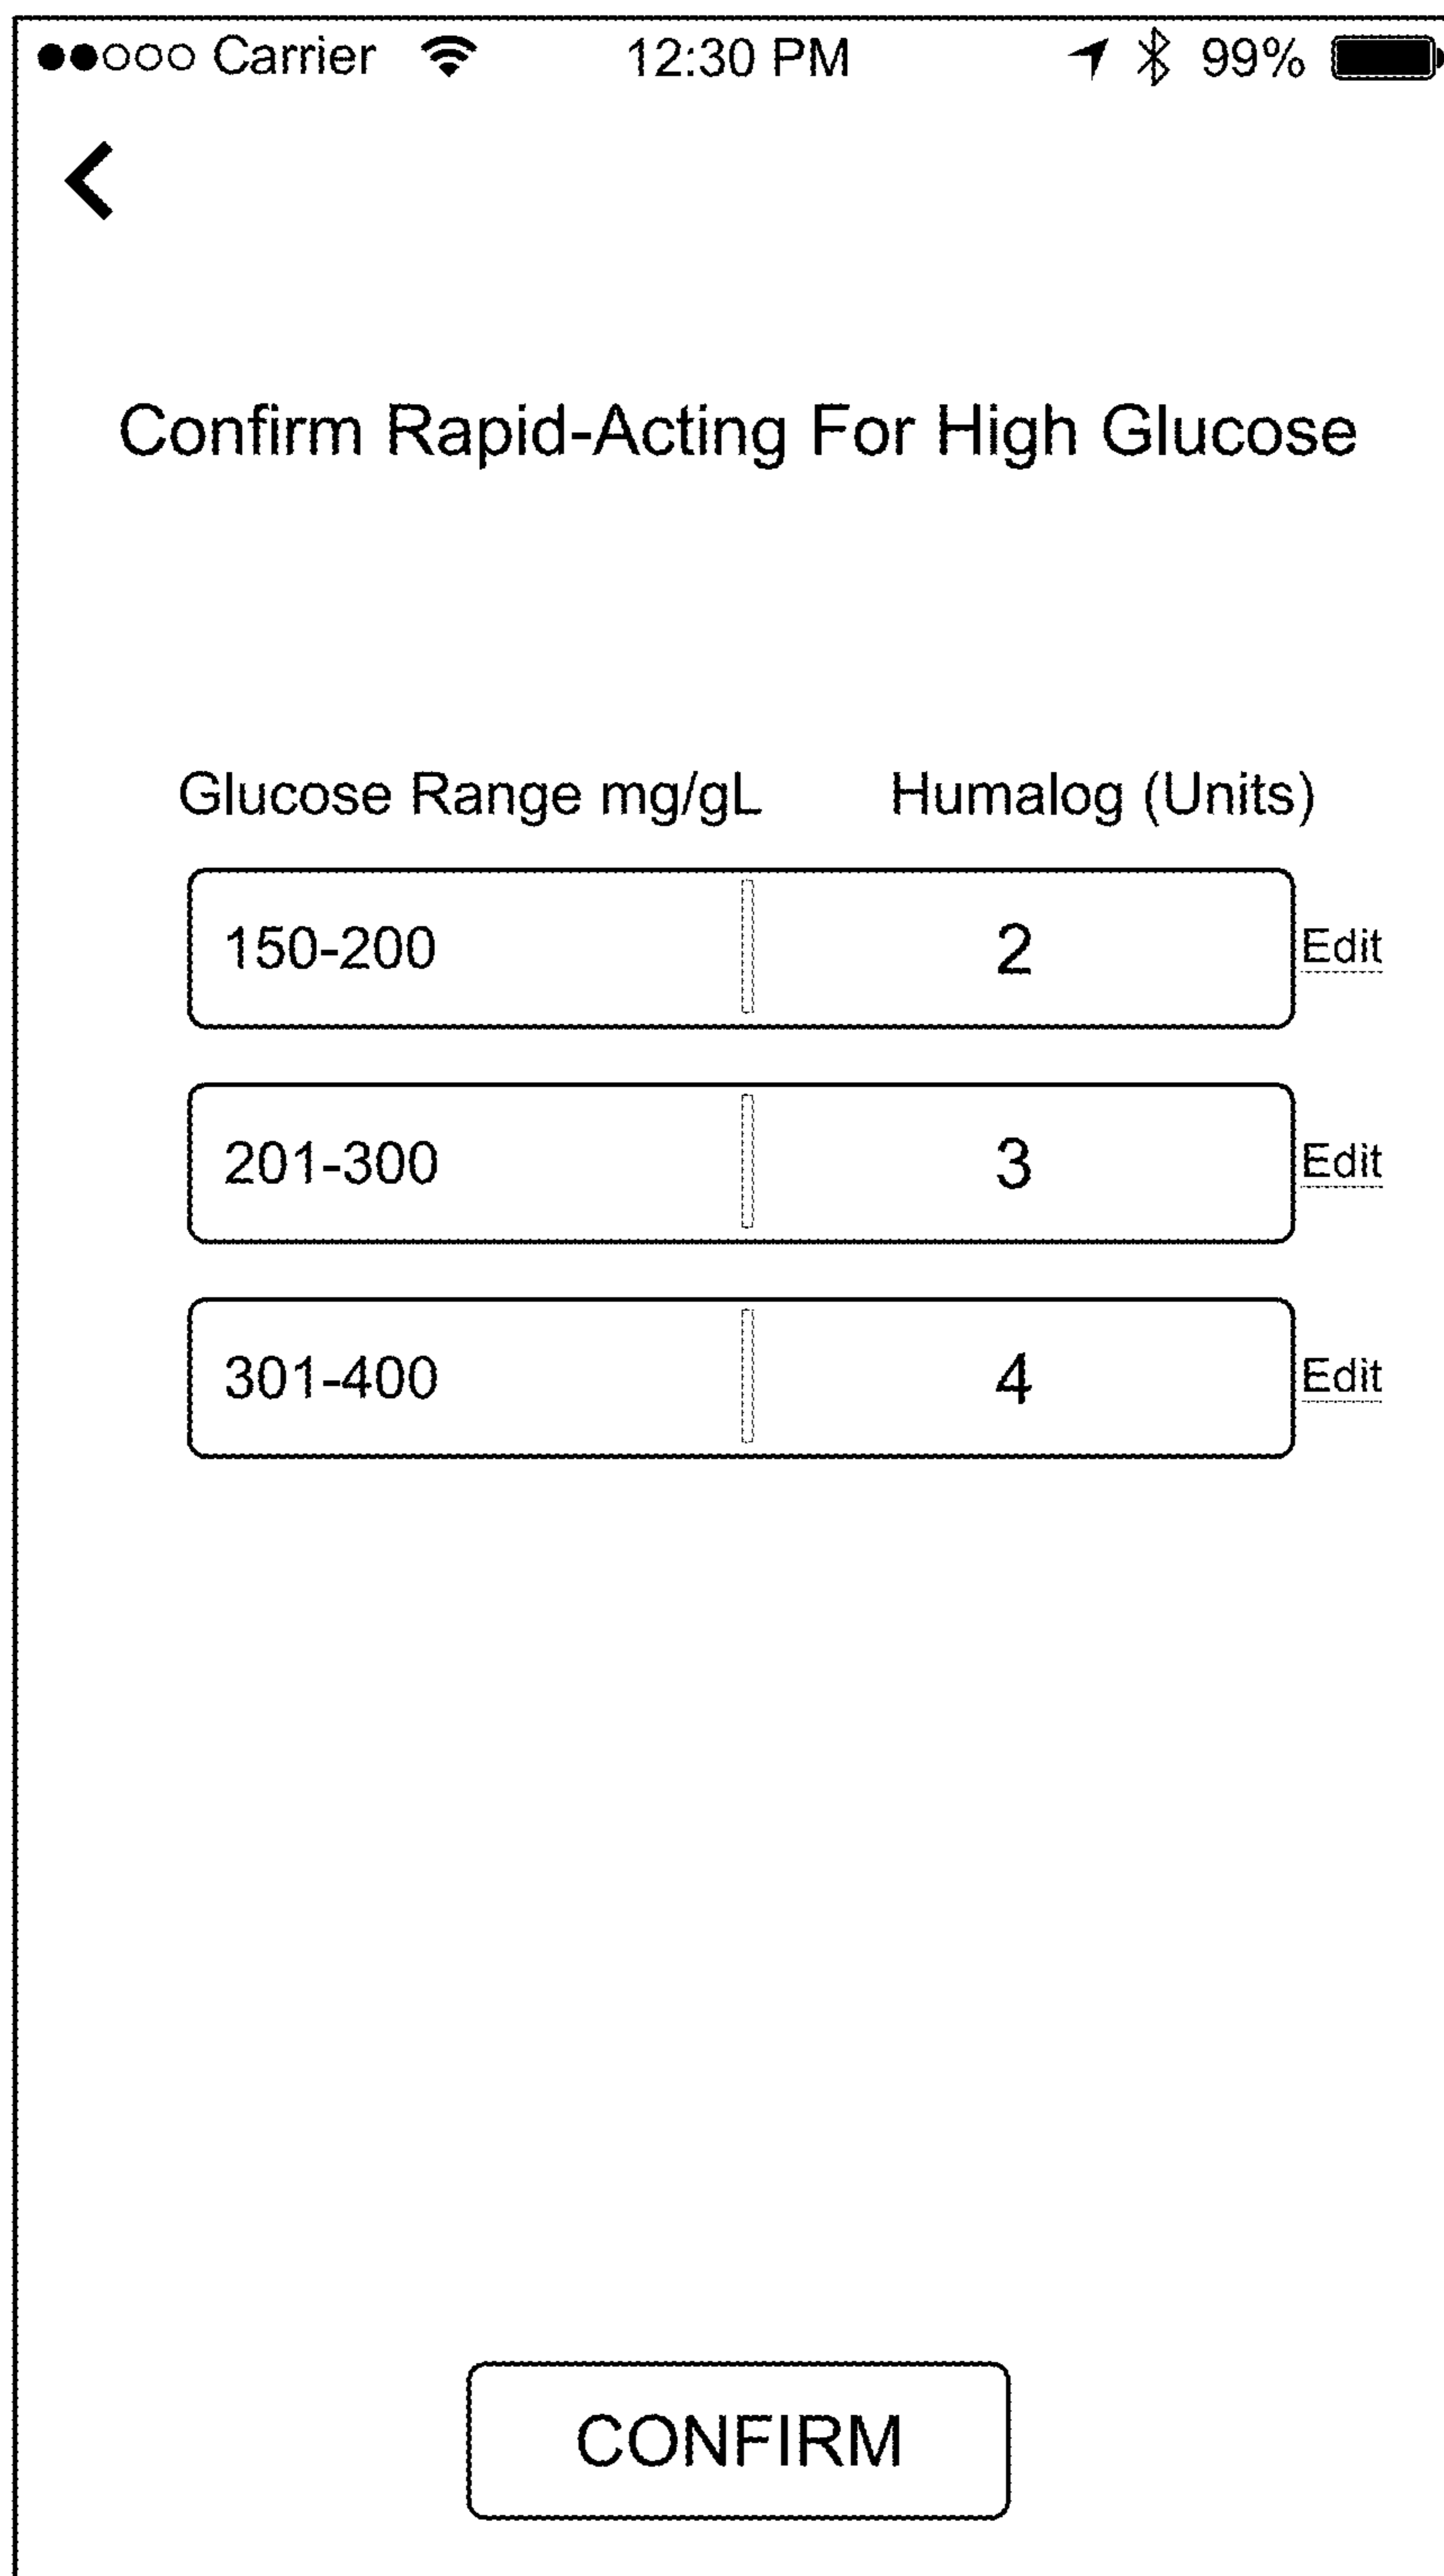 Carrier 12:30 PM 99%
Confirm Rapid-Acting For High Glucose
Glucose Range mg/gL Humalog (Units)
150-200 2 Edit
201-300 3 Edit
301-400 4 Edit
CONFIRM